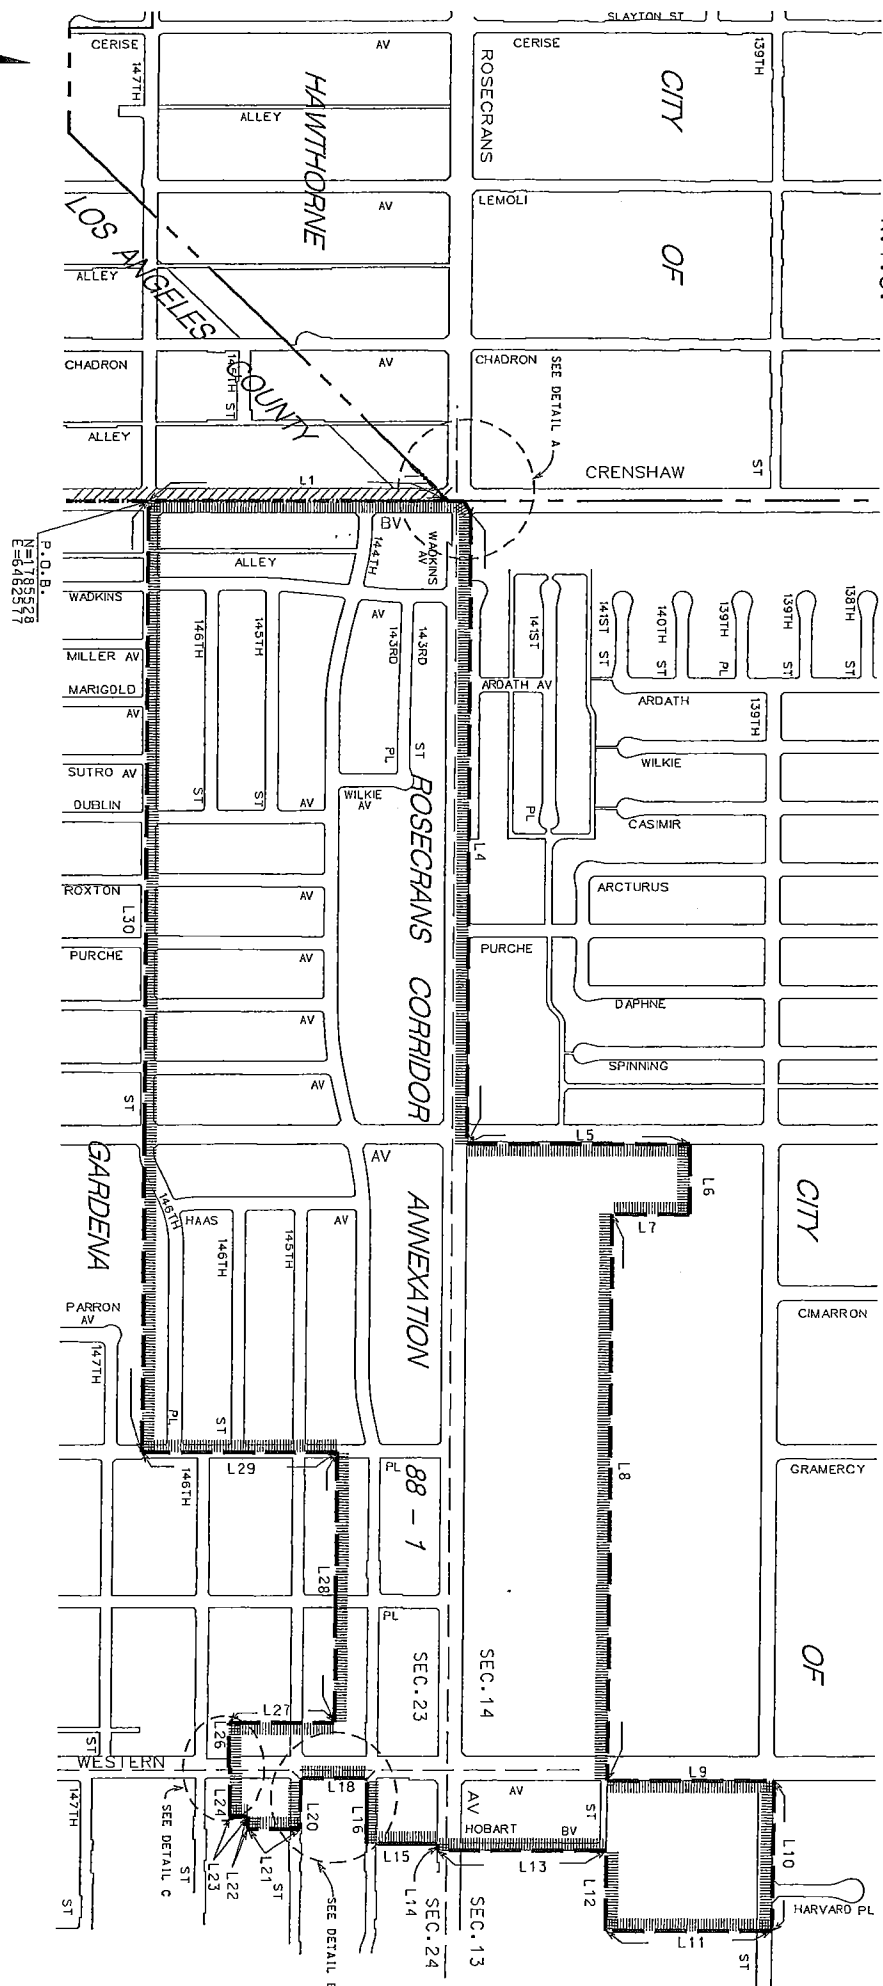 SLAYTON ST
CERISE
AV
CERISE
139TH
147TH
ROSECRANS
CITY
HAWTHORNE
ALLEY
LEMOLI
AV
OF
LOS ANGELES COUNTY
ALLEY
CHADRON
145TH ST
AV
CHADRON
SEE DETAIL A
ALLEY
CRENSHAW
ST
L1
BV
P.O.B.
N=1785528
E=6462577
WADKINS
ALLEY
144TH
WADKINS
AV
AV
146TH
145TH
143RD
143RD
141ST
141ST ST
140TH ST
139TH PL
139TH ST
138TH ST
MILLER AV
MARIGOLD
AV
ARDATH AV
ARDATH
139TH
ST
PL
WILKIE
SUTRO AV
DUBLIN
ST
ST
AV
WILKIE
AV
PL
CASIMIR
L4
ROSECRANS CORRIDOR ANNEXATION 88 - 1
ROXTON
L30
AV
ARCTURUS
PURCHE
AV
PURCHE
DAPHNE
AV
SPINNING
ST
AV
L5
GARDENA
AV
L6
CITY
146TH
HAAS
AV
L7
146TH
145TH
PARRON
AV
147TH
CIMARRON
PL
ST
L29
PL
L8
GRAMERCY
146TH
L28
PL
SEC.23
SEC.14
OF
L27
L26
ST
WESTERN
L18
L9
147TH
L24
L20
L16
AV
AV
ST
HOBART
BV
L10
SEE DETAIL C
L23
L22
L21
L15
L13
ST
ST
L14
L12
HARVARD PL
ST
SEC.24
SEC.13
L11
ST